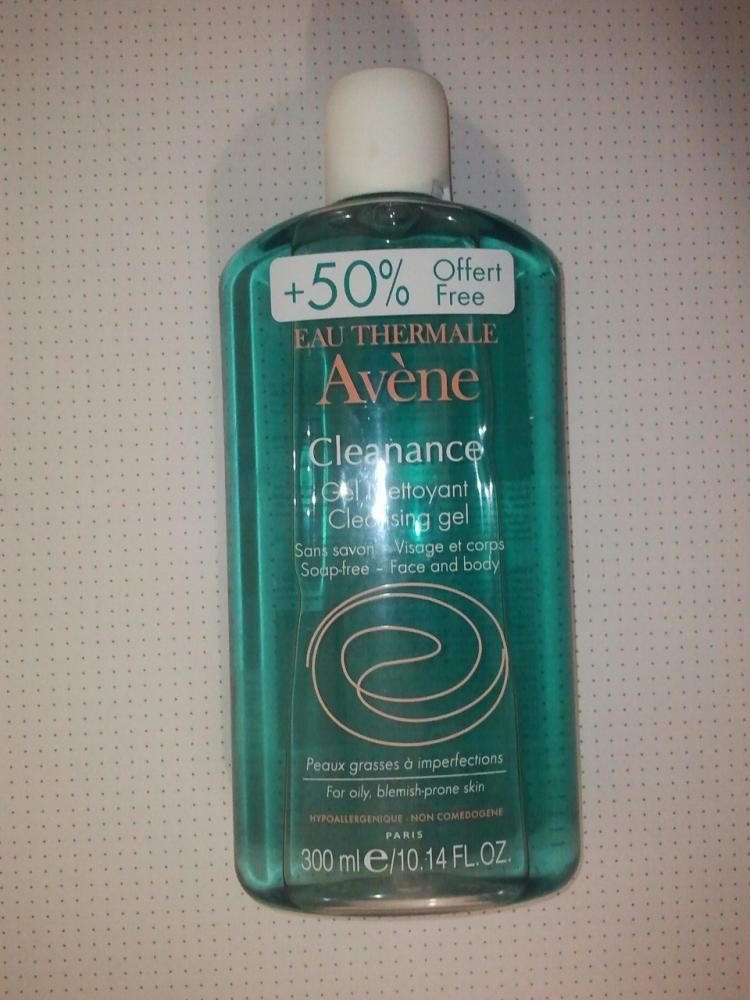 +50% Offert
Free
EAU THERMALE
Avène
Cleanance
Gel Nettoyant
Cleansing gel
Sans savon - Visage et corps
Soap-free - Face and body
Peaux grasses à imperfections
For oily, blemish-prone skin
HYPOALLERGENIQUE · NON COMEDOGENE
PARIS
300 ml e/10.14 FL.OZ.